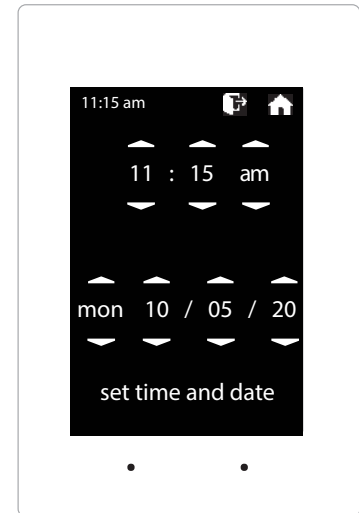 11:15 am
11 : 15 am
mon 10 / 05 / 20
set time and date